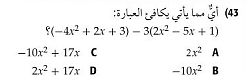 43) أيٌّ مما يأتي يكافئ العبارة:
(−4x² + 2x + 3) − 3(2x² − 5x + 1)؟
2x² A
−10x² + 17x C
−10x² B
2x² + 17x D